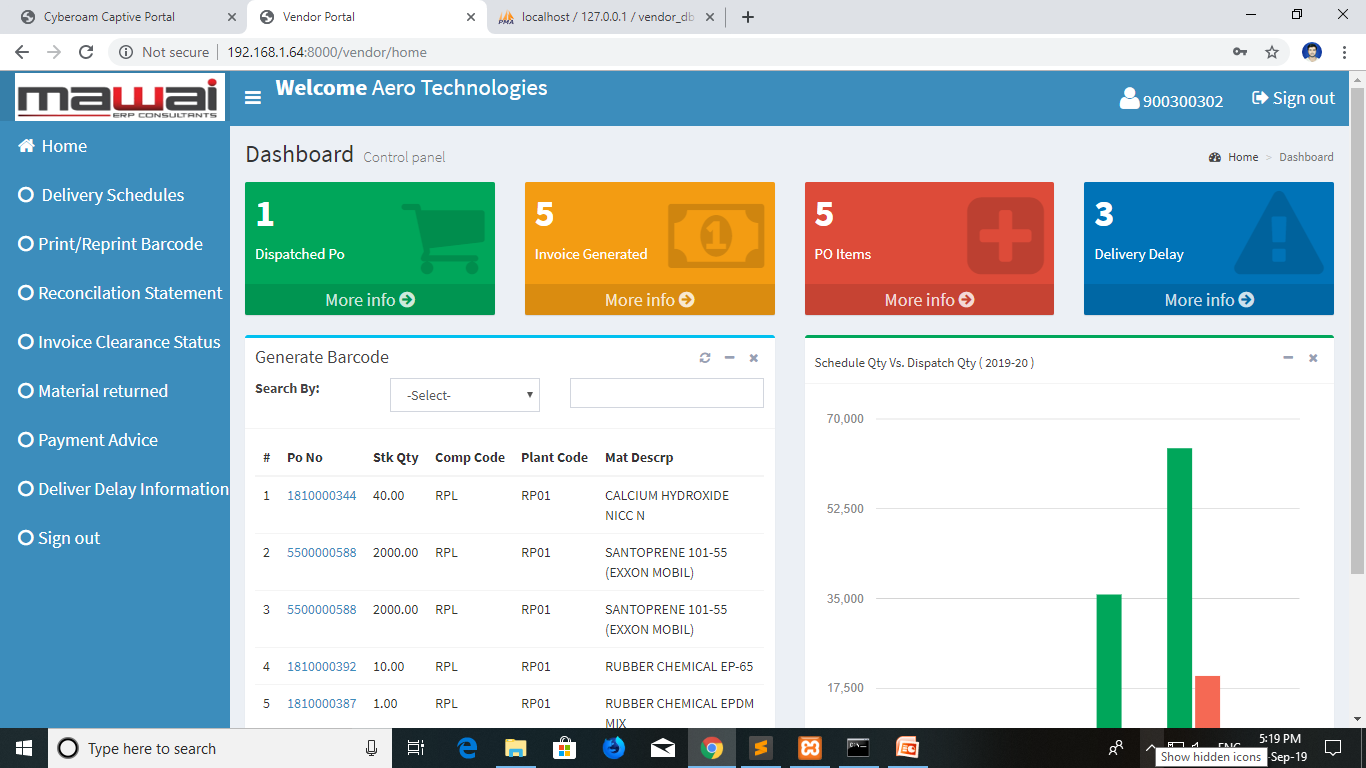 Cyberoam Captive Portal
Vendor Portal
localhost / 127.0.0.1 / vendor_db
Not secure
192.168.1.64:8000/vendor/home
mawai
ERP CONSULTANTS
Welcome Aero Technologies
900300302
Sign out
Home
Delivery Schedules
Print/Reprint Barcode
Reconcilation Statement
Invoice Clearance Status
Material returned
Payment Advice
Deliver Delay Information
Sign out
Dashboard Control panel
Home > Dashboard
1
Dispatched Po
More info
5
Invoice Generated
More info
5
PO Items
More info
3
Delivery Delay
More info
Generate Barcode
Search By:
-Select-
# Po No Stk Qty Comp Code Plant Code Mat Descrp
1 1810000344 40.00 RPL RP01 CALCIUM HYDROXIDE
NICC N
2 5500000588 2000.00 RPL RP01 SANTOPRENE 101-55
(EXXON MOBIL)
3 5500000588 2000.00 RPL RP01 SANTOPRENE 101-55
(EXXON MOBIL)
4 1810000392 10.00 RPL RP01 RUBBER CHEMICAL EP-65
5 1810000387 1.00 RPL RP01 RUBBER CHEMICAL EPDM
MIX
Schedule Qty Vs. Dispatch Qty ( 2019-20 )
70,000
52,500
35,000
17,500
Type here to search
ENG
5:19 PM
-Sep-19
Show hidden icons